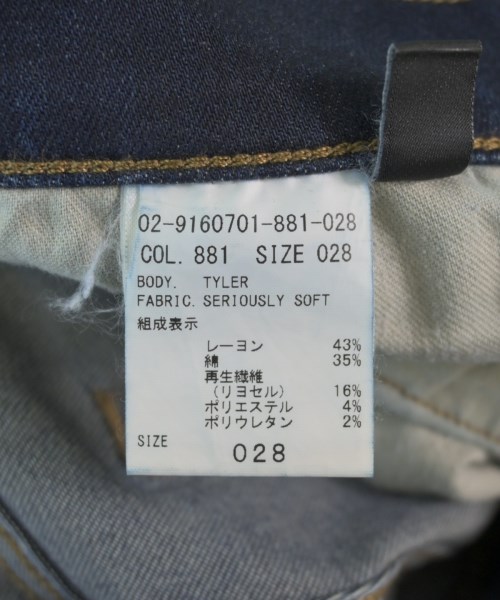 02-9160701-881-028
COL. 881 SIZE 028
BODY. TYLER
FABRIC. SERIOUSLY SOFT
組成表示
レーヨン 43%
綿 35%
再生繊維
(リヨセル) 16%
ポリエステル 4%
ポリウレタン 2%
SIZE 028